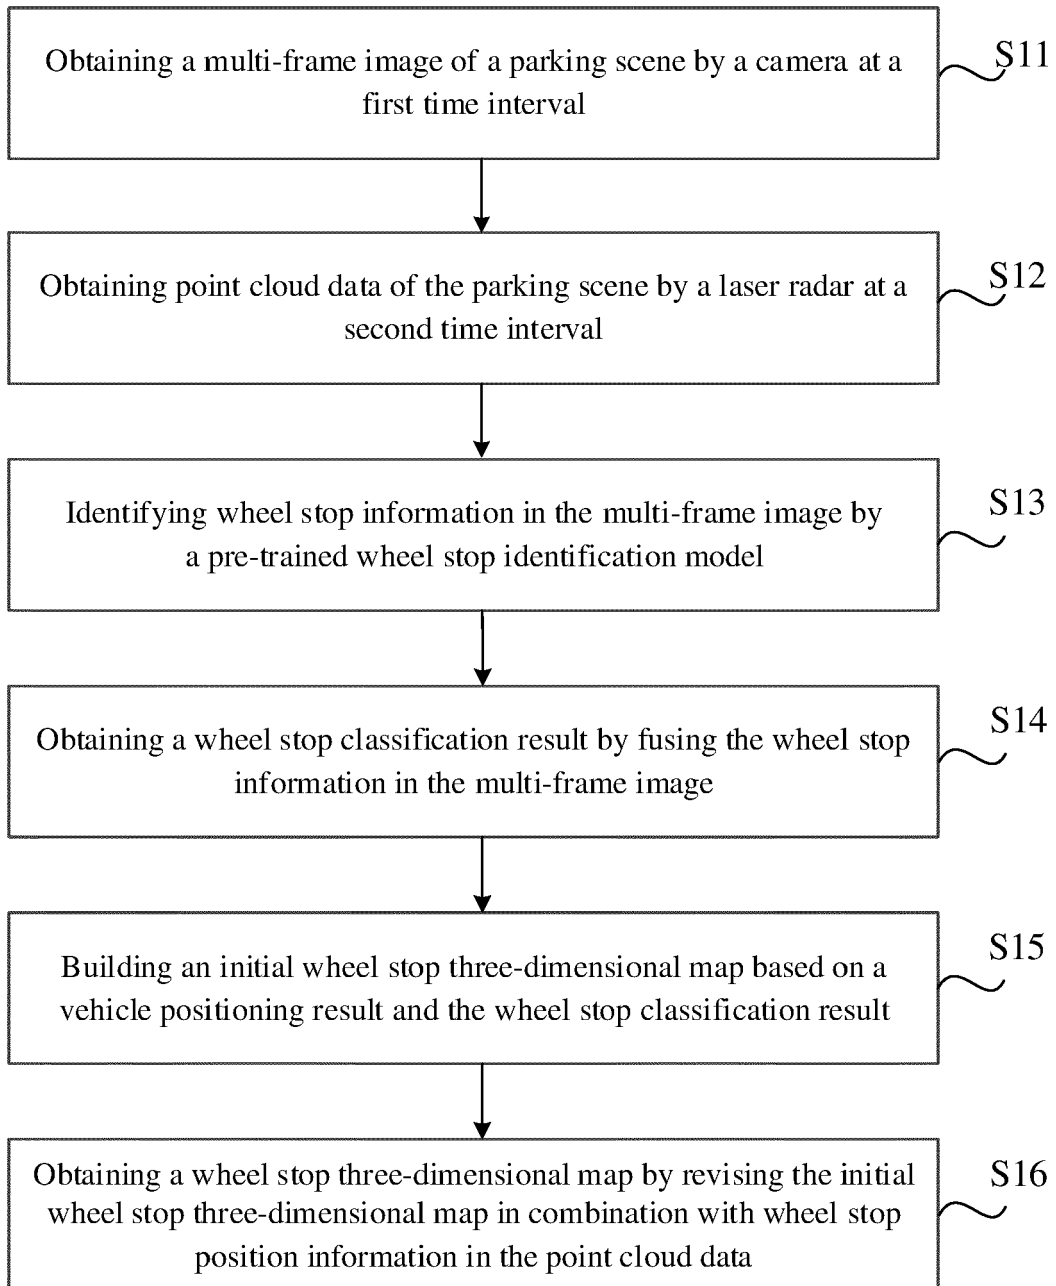 Obtaining a multi-frame image of a parking scene by a camera at a
first time interval
S11
Obtaining point cloud data of the parking scene by a laser radar at a
second time interval
S12
Identifying wheel stop information in the multi-frame image by
a pre-trained wheel stop identification model
S13
Obtaining a wheel stop classification result by fusing the wheel stop
information in the multi-frame image
S14
Building an initial wheel stop three-dimensional map based on a
vehicle positioning result and the wheel stop classification result
S15
Obtaining a wheel stop three-dimensional map by revising the initial
wheel stop three-dimensional map in combination with wheel stop
position information in the point cloud data
S16